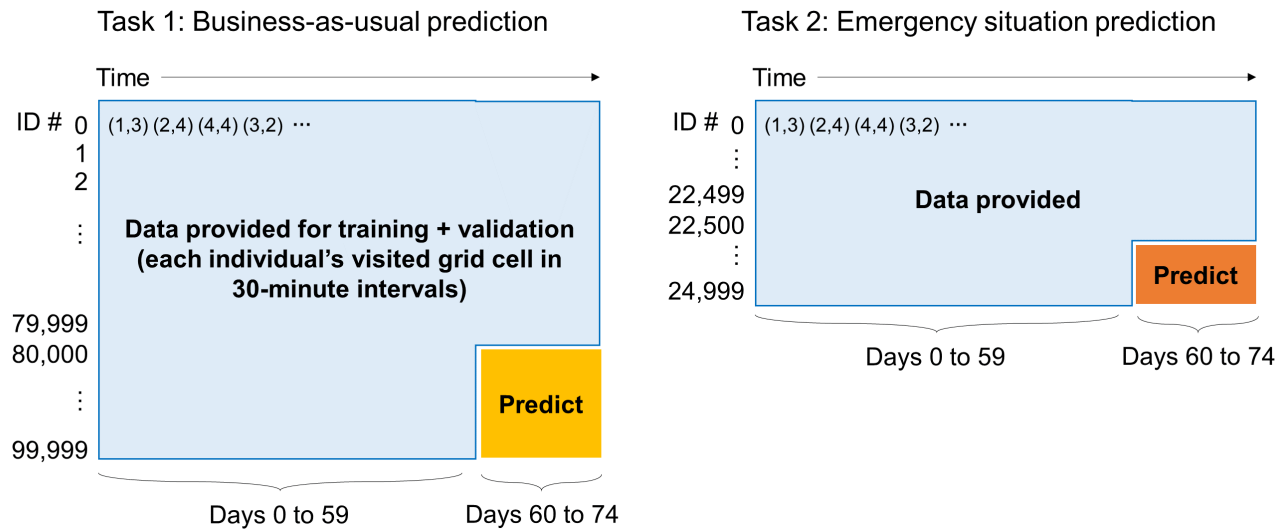 Task 1: Business-as-usual prediction
Time
ID # 0
(1,3) (2,4) (4,4) (3,2) ⋯
1
2
⋮
Data provided for training + validation
(each individual's visited grid cell in
30-minute intervals)
79,999
80,000
⋮
99,999
Predict
Days 0 to 59
Days 60 to 74
Task 2: Emergency situation prediction
Time
ID # 0
(1,3) (2,4) (4,4) (3,2) ⋯
⋮
22,499
22,500
⋮
24,999
Data provided
Predict
Days 0 to 59
Days 60 to 74